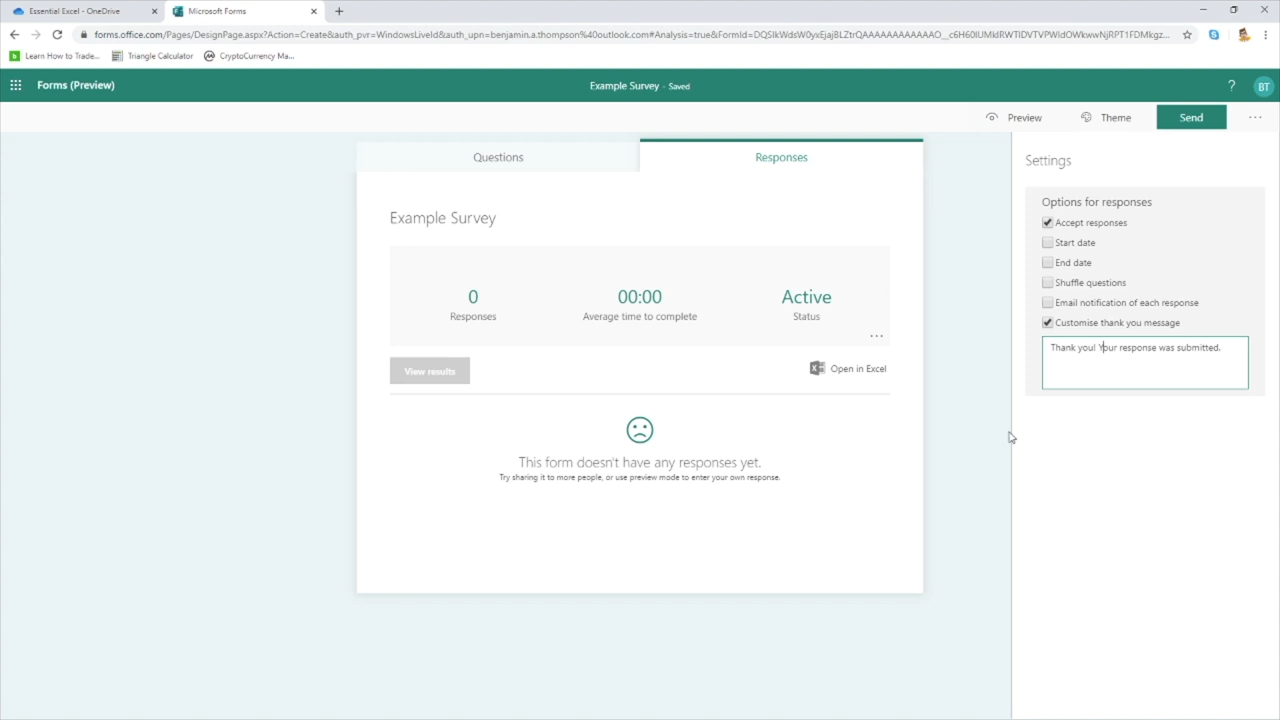 Essential Excel - OneDrive
Microsoft Forms
forms.office.com/Pages/DesignPage.aspx?Action=Create&auth_pvr=WindowsLiveId&auth_upn=benjamin.a.thompson%40outlook.com#Analysis=true&FormId=
Learn How to Trade...
Triangle Calculator
CryptoCurrency Ma...
Forms (Preview)
Example Survey - Saved
?
BT
Preview
Theme
Send
...
Questions
Responses
Settings
Example Survey
0
Responses
00:00
Average time to complete
Active
Status
...
View results
Open in Excel
This form doesn't have any responses yet.
Try sharing it to more people, or use preview mode to enter your own response.
Options for responses
Accept responses
Start date
End date
Shuffle questions
Email notification of each response
Customise thank you message
Thank you! Your response was submitted.